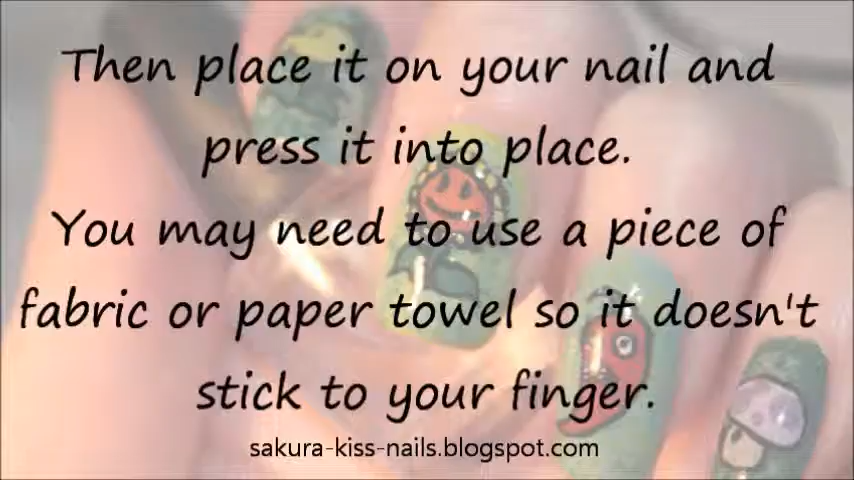 Then place it on your nail and
press it into place.
You may need to use a piece of
fabric or paper towel so it doesn't
stick to your finger.
sakura-kiss-nails.blogspot.com